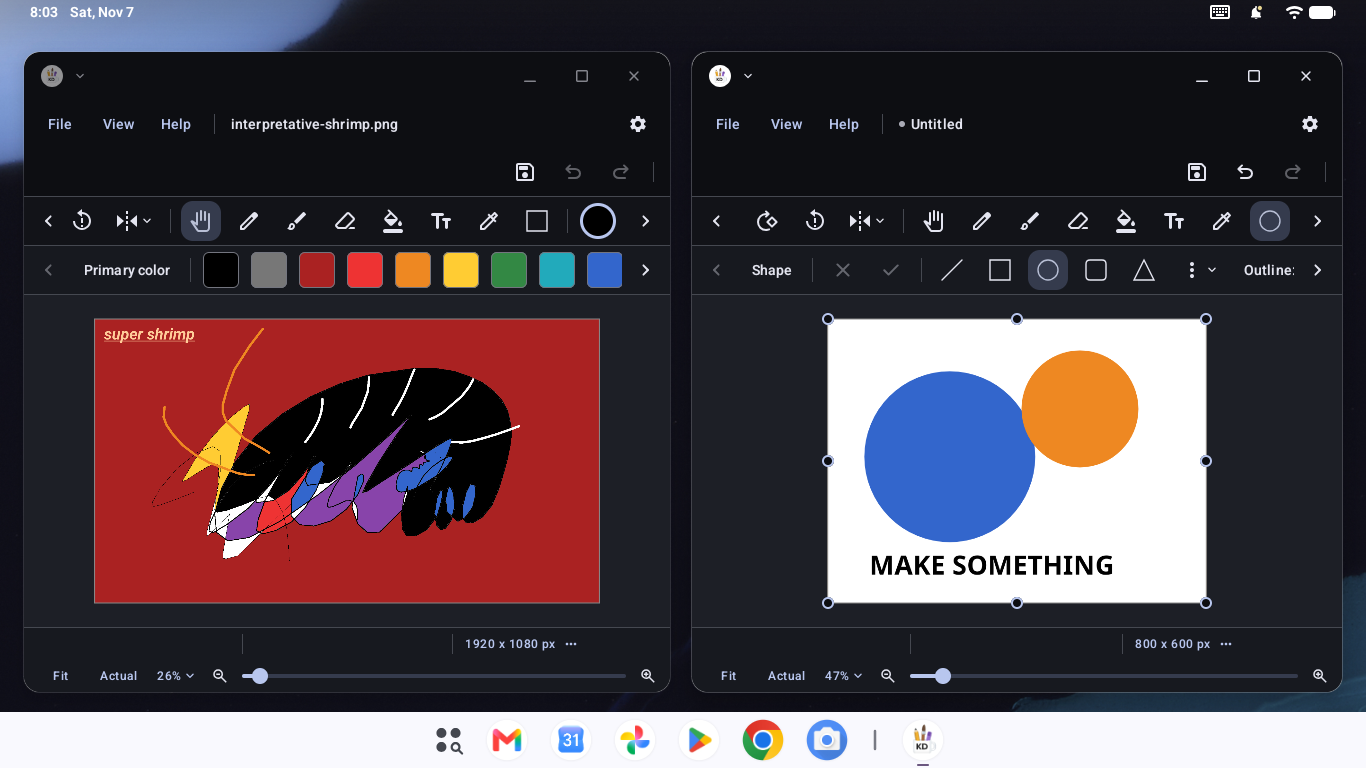 8:03 Sat, Nov 7
File View Help interpretative-shrimp.png
Primary color
super shrimp
1920 x 1080 px
Fit Actual 26%
File View Help Untitled
Tт
Shape Outline:
MAKE SOMETHING
800 x 600 px
Fit Actual 47%
31
KD